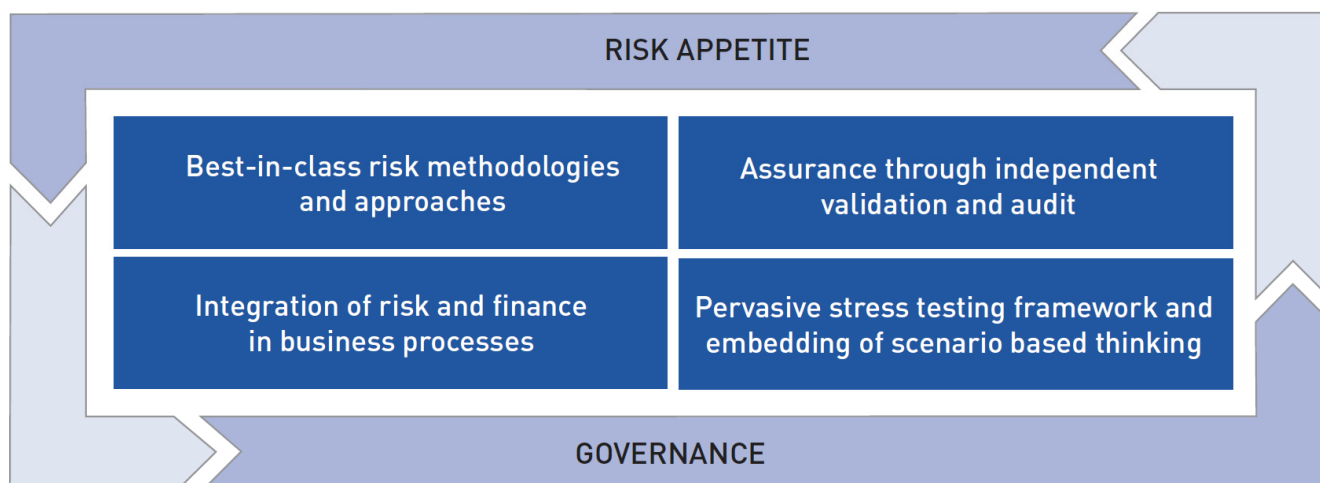 RISK APPETITE
Best-in-class risk methodologies
and approaches
Assurance through independent
validation and audit
Integration of risk and finance
in business processes
Pervasive stress testing framework and
embedding of scenario based thinking
GOVERNANCE